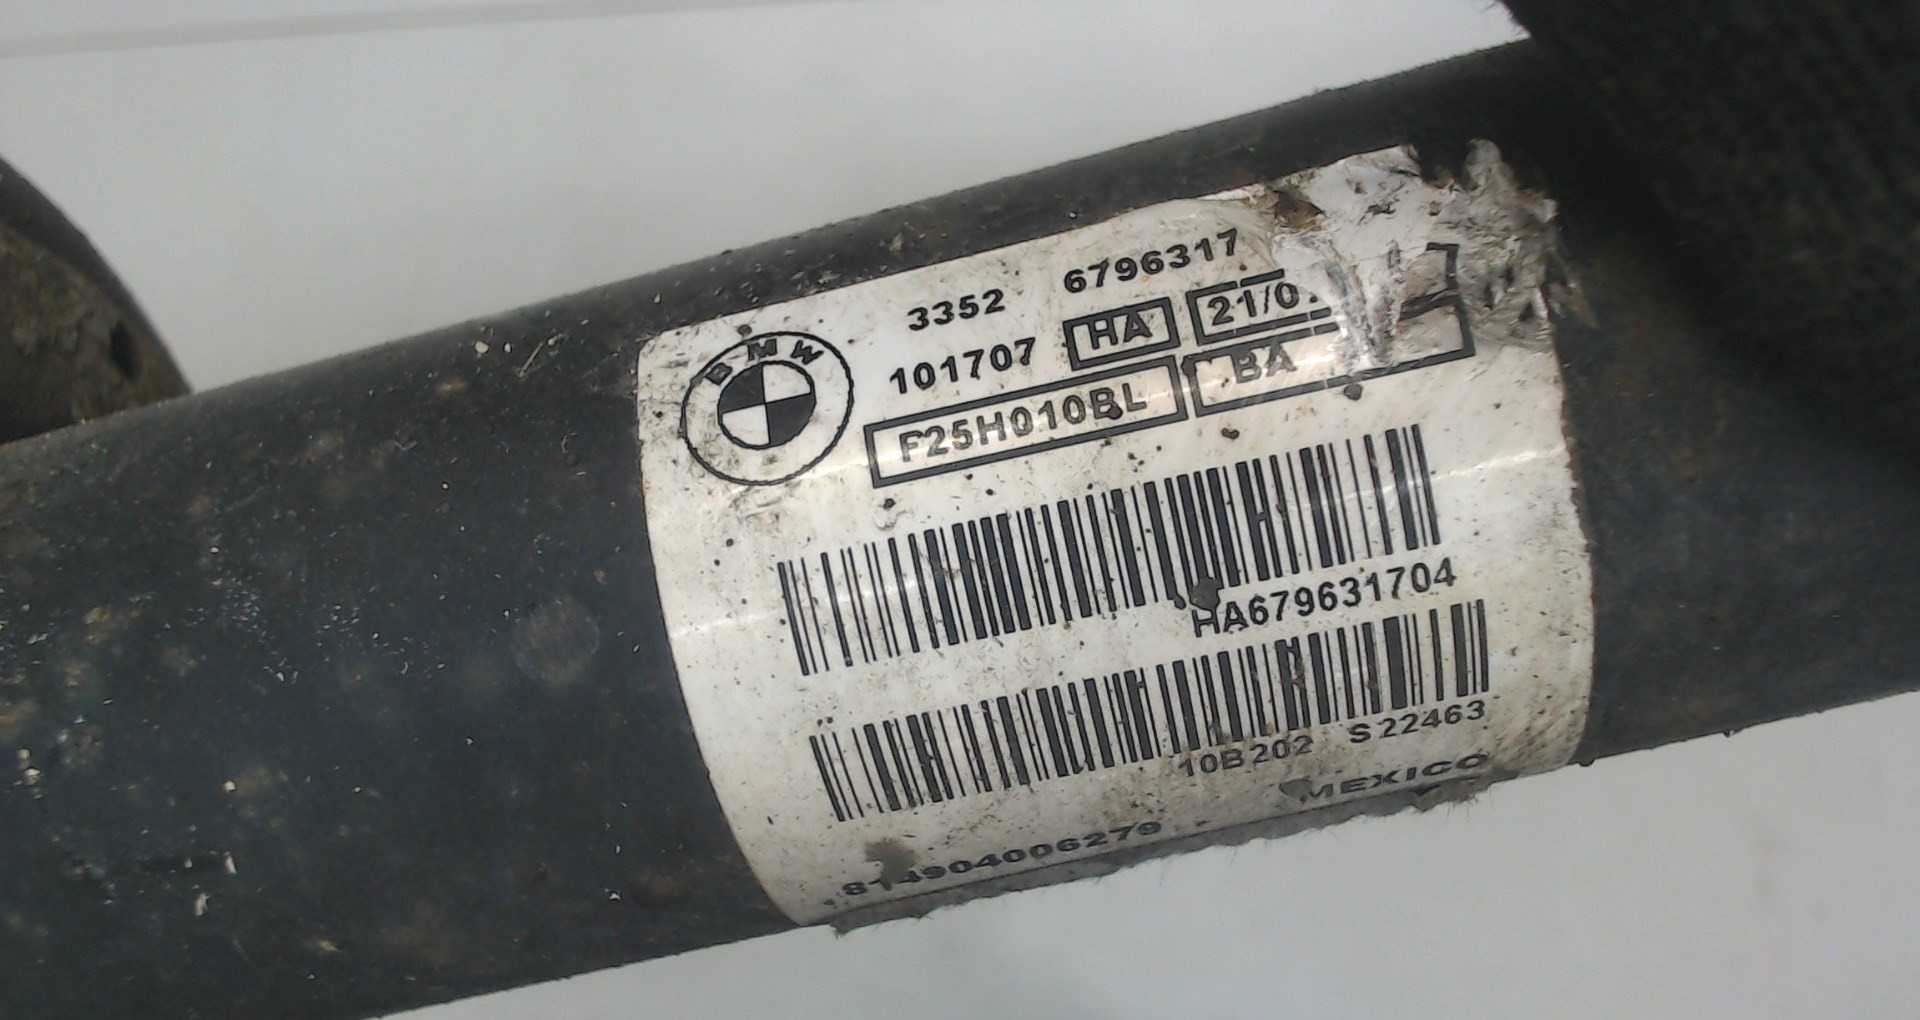 3352 6796317
BMW 101707 HA 21/0
F25H010BL BA
HA679631704
10B202 S22463
MEXICO
814904006279